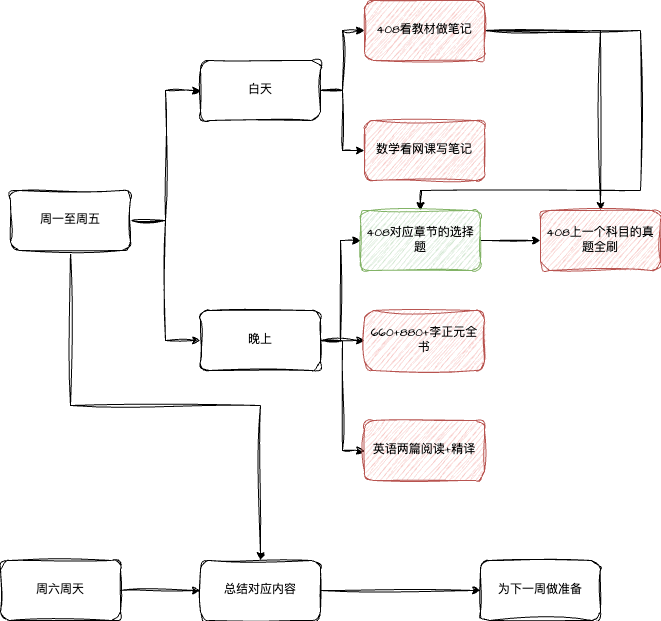 408看教材做笔记
白天
数学看网课写笔记
周一至周五
408对应章节的选择
题
408上一个科目的真
题全刷
晚上
660+880+李正元全
书
英语两篇阅读+精译
周六周天
总结对应内容
为下一周做准备